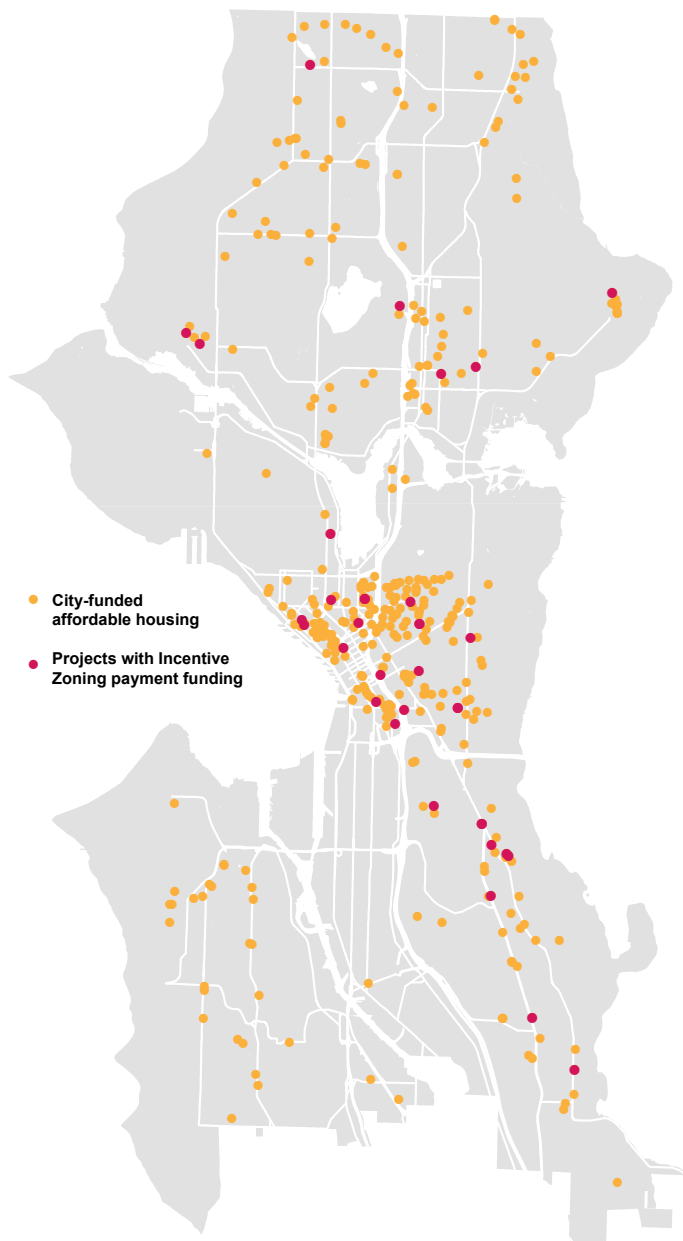 City-funded
affordable housing
Projects with Incentive
Zoning payment funding